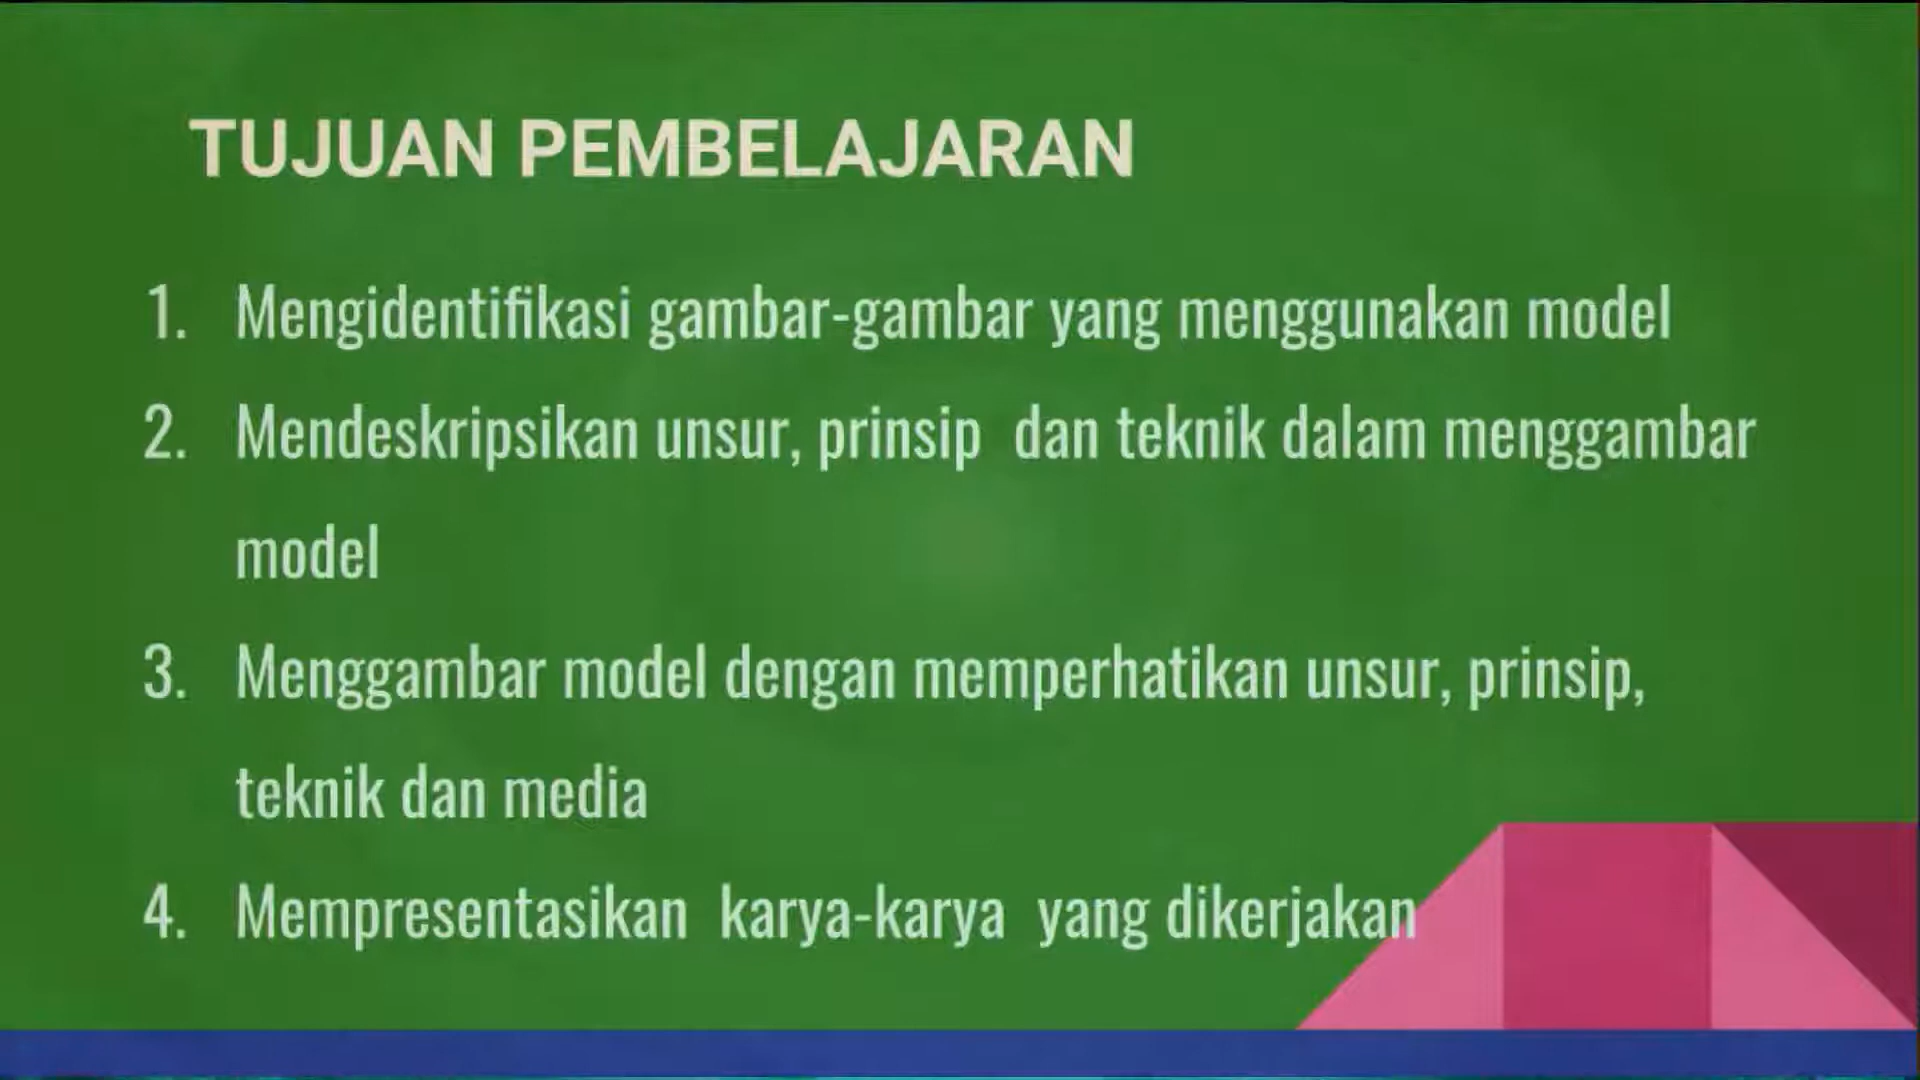 TUJUAN PEMBELAJARAN
1. Mengidentifikasi gambar-gambar yang menggunakan model
2. Mendeskripsikan unsur, prinsip dan teknik dalam menggambar
model
3. Menggambar model dengan memperhatikan unsur, prinsip,
teknik dan media
4. Mempresentasikan karya-karya yang dikerjakan